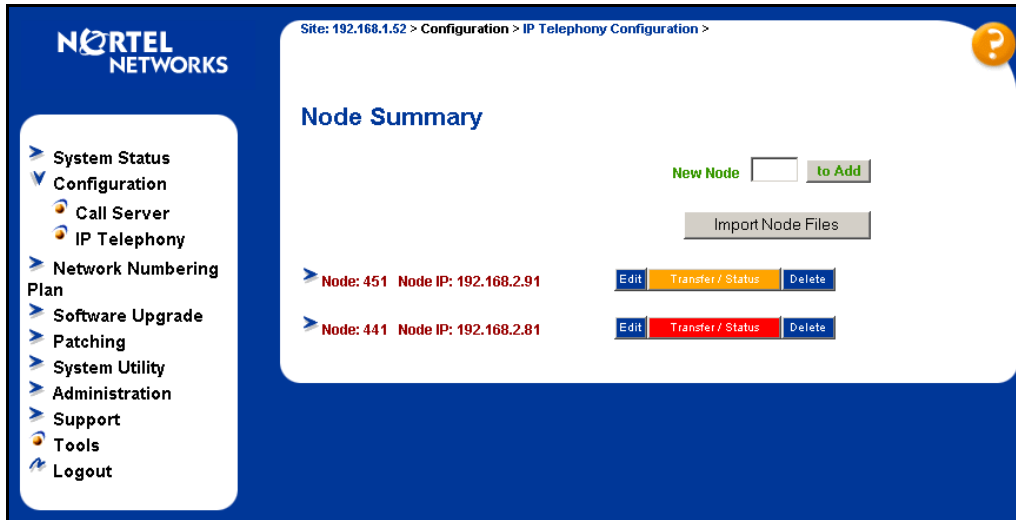 NORTEL
NETWORKS
Site: 192.168.1.52 > Configuration > IP Telephony Configuration >
?
System Status
Configuration
Call Server
IP Telephony
Network Numbering
Plan
Software Upgrade
Patching
System Utility
Administration
Support
Tools
Logout
Node Summary
New Node to Add
Import Node Files
Node: 451 Node IP: 192.168.2.91 Edit Transfer / Status Delete
Node: 441 Node IP: 192.168.2.81 Edit Transfer / Status Delete